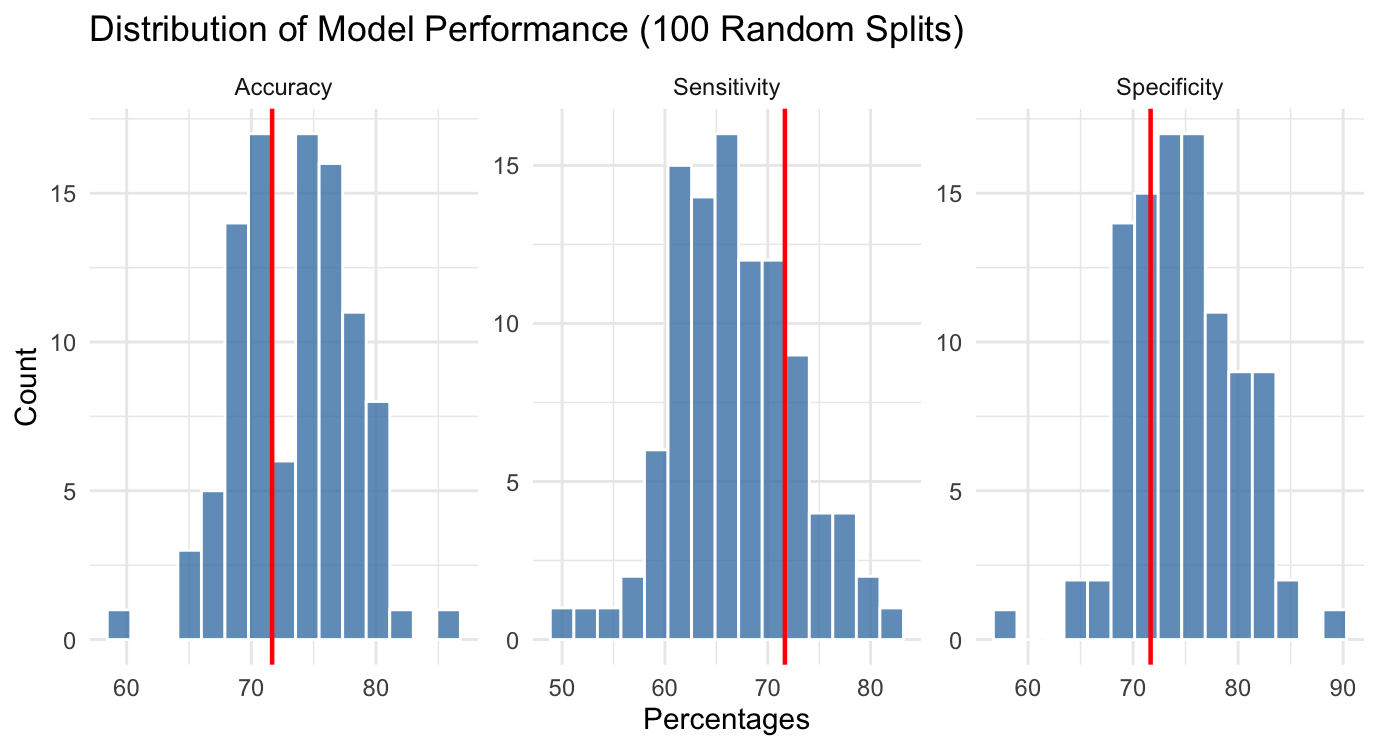 Distribution of Model Performance (100 Random Splits)
Accuracy
Sensitivity
Specificity
Count
15
10
5
0
60 70 80
15
10
5
0
50 60 70 80
15
10
5
0
60 70 80 90
Percentages